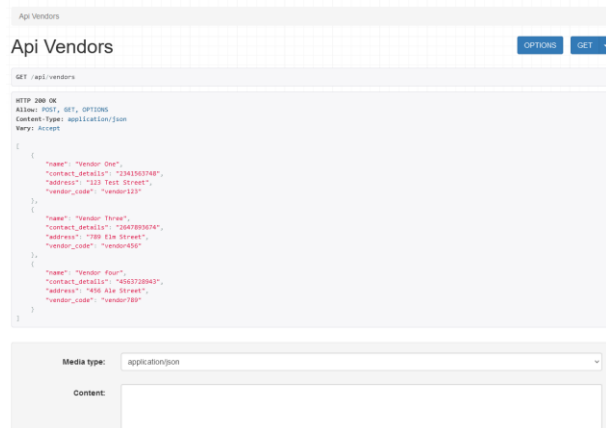 Api Vendors
Api Vendors
OPTIONS GET
GET /api/vendors
HTTP 200 OK
Allow: POST, GET, OPTIONS
Content-Type: application/json
Vary: Accept
[
{
"name": "Vendor One",
"contact_details": "2341563748",
"address": "123 Test Street",
"vendor_code": "vendor123"
},
{
"name": "Vendor Three",
"contact_details": "2647893674",
"address": "789 Elm Street",
"vendor_code": "vendor456"
},
{
"name": "Vendor four",
"contact_details": "4563728943",
"address": "456 Ale Street",
"vendor_code": "vendor789"
}
]
Media type: application/json
Content: